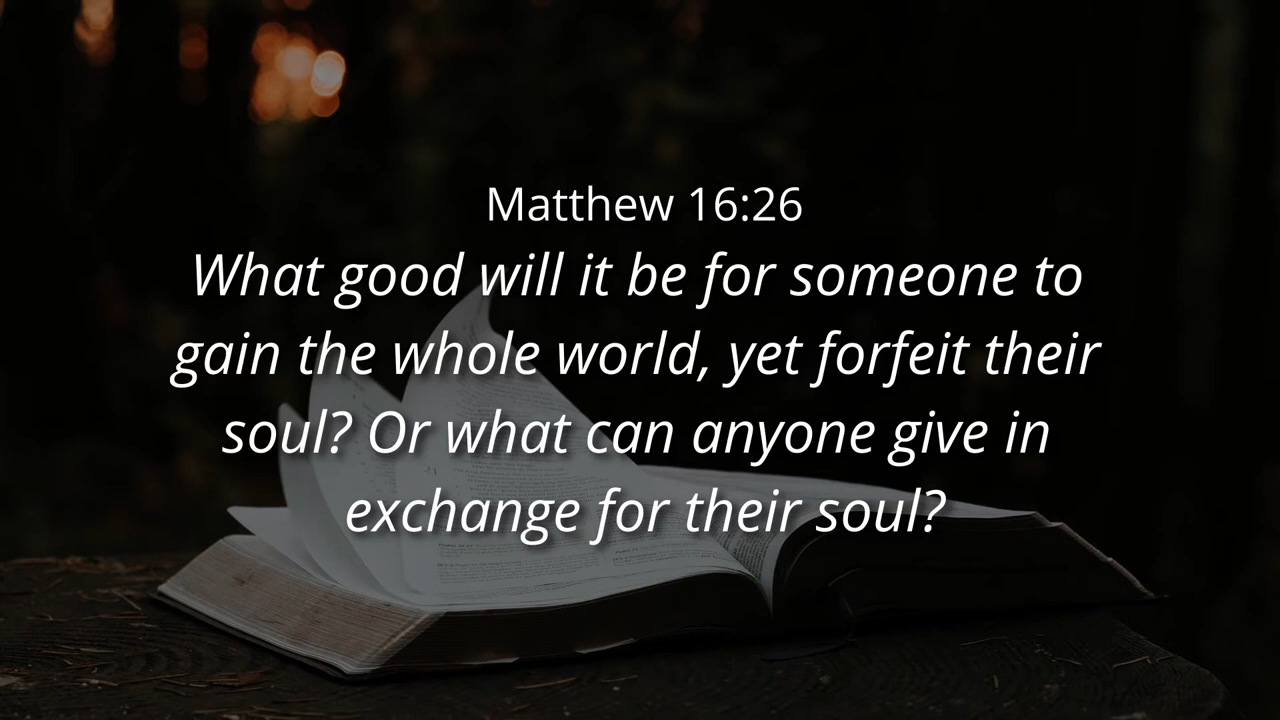 Matthew 16:26
What good will it be for someone to
gain the whole world, yet forfeit their
soul? Or what can anyone give in
exchange for their soul?